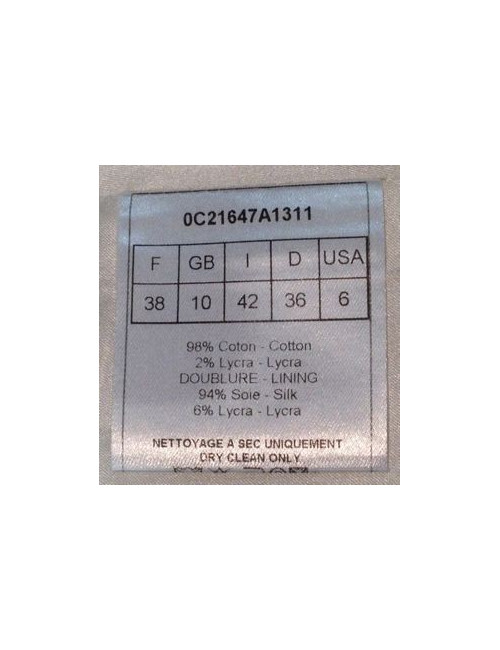 0C21647A1311
F GB I D USA
38 10 42 36 6
98% Coton - Cotton
2% Lycra - Lycra
DOUBLURE - LINING
94% Soie - Silk
6% Lycra - Lycra
NETTOYAGE A SEC UNIQUEMENT
DRY CLEAN ONLY